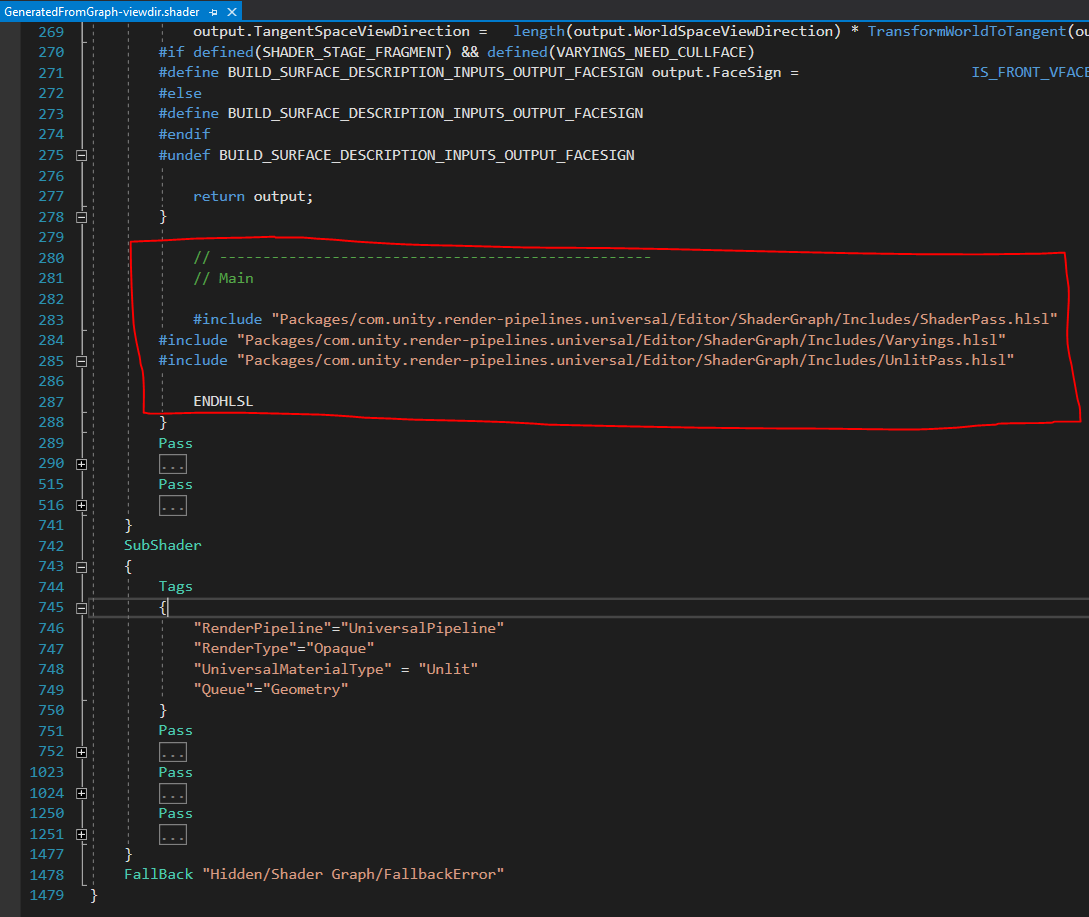 GeneratedFromGraph-viewdir.shader
269 output.TangentSpaceViewDirection = length(output.WorldSpaceViewDirection) * TransformWorldToTangent(ou
270 #if defined(SHADER_STAGE_FRAGMENT) && defined(VARYINGS_NEED_CULLFACE)
271 #define BUILD_SURFACE_DESCRIPTION_INPUTS_OUTPUT_FACESIGN output.FaceSign = IS_FRONT_VFACE
272 #else
273 #define BUILD_SURFACE_DESCRIPTION_INPUTS_OUTPUT_FACESIGN
274 #endif
275 #undef BUILD_SURFACE_DESCRIPTION_INPUTS_OUTPUT_FACESIGN
276
277 return output;
278 }
279
280 // --------------------------------------------------
281 // Main
282
283 #include "Packages/com.unity.render-pipelines.universal/Editor/ShaderGraph/Includes/ShaderPass.hlsl"
284 #include "Packages/com.unity.render-pipelines.universal/Editor/ShaderGraph/Includes/Varyings.hlsl"
285 #include "Packages/com.unity.render-pipelines.universal/Editor/ShaderGraph/Includes/UnlitPass.hlsl"
286
287 ENDHLSL
288 }
289 Pass
290 ...
515 Pass
516 ...
741 }
742 SubShader
743 {
744 Tags
745 {
746 "RenderPipeline"="UniversalPipeline"
747 "RenderType"="Opaque"
748 "UniversalMaterialType" = "Unlit"
749 "Queue"="Geometry"
750 }
751 Pass
752 ...
1023 Pass
1024 ...
1250 Pass
1251 ...
1477 }
1478 FallBack "Hidden/Shader Graph/FallbackError"
1479 }